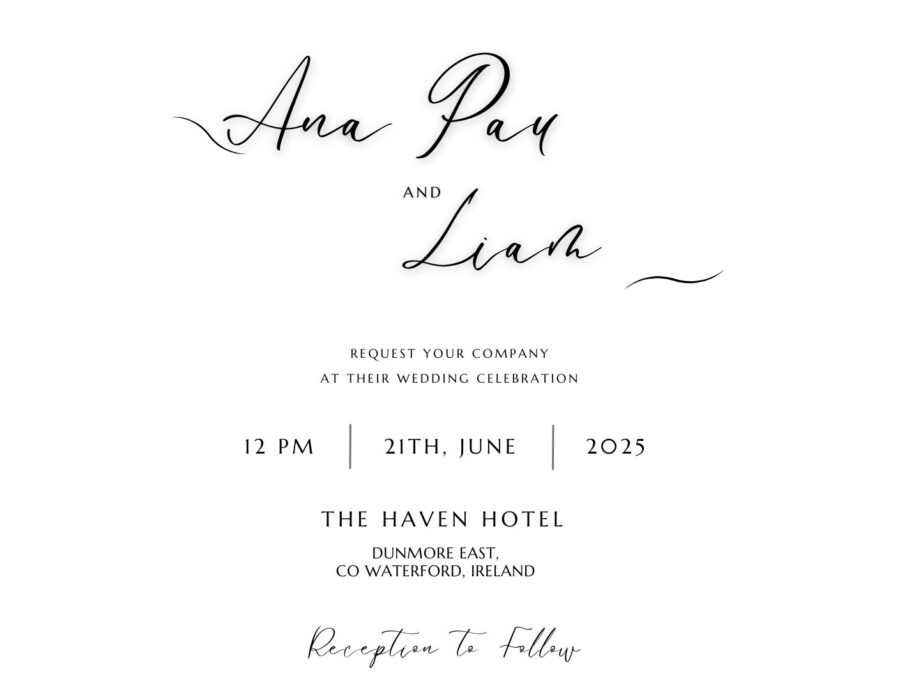 Ana Pau
AND
Liam
REQUEST YOUR COMPANY
AT THEIR WEDDING CELEBRATION
12 PM | 21TH, JUNE | 2025
THE HAVEN HOTEL
DUNMORE EAST,
CO WATERFORD, IRELAND
Reception to Follow